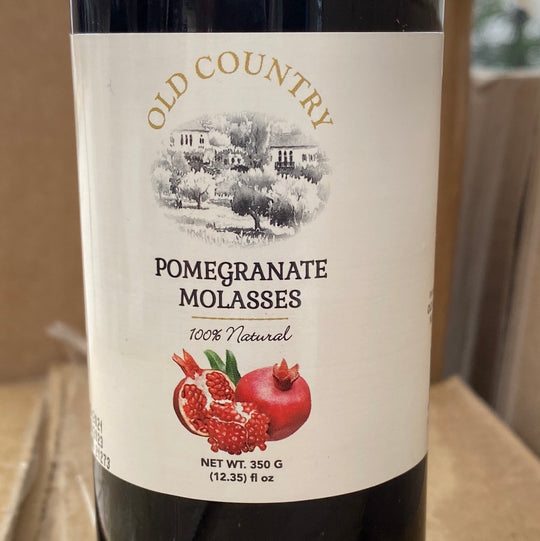 OLD COUNTRY
POMEGRANATE
MOLASSES
100% Natural
NET WT. 350 G
(12.35) fl oz